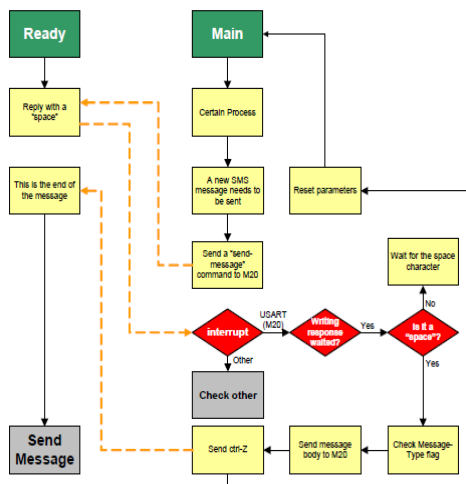 Ready
Main
Reply with a
"space"
Certain Process
This is the end of
the message
A new SMS
message needs to
be sent
Reset parameters
Send a "send-
message"
command to M20
Wait for the space
character
interrupt
USART
(M20)
Writing
response
waited?
Yes
Is it a
"space"?
No
Yes
Other
Check other
Send
Message
Send ctrl-Z
Send message
body to M20
Check Message-
Type flag